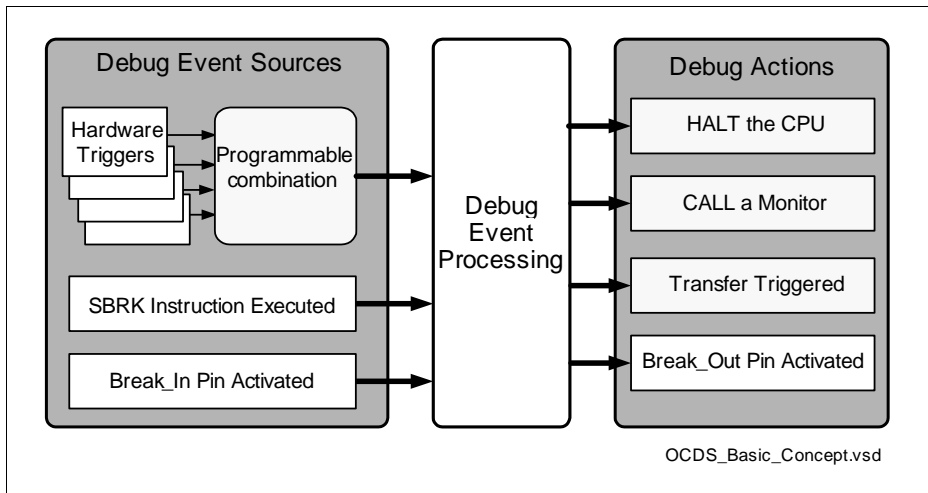 Debug Event Sources
Hardware
Triggers
Programmable
combination
SBRK Instruction Executed
Break_In Pin Activated
Debug
Event
Processing
Debug Actions
HALT the CPU
CALL a Monitor
Transfer Triggered
Break_Out Pin Activated
OCDS_Basic_Concept.vsd